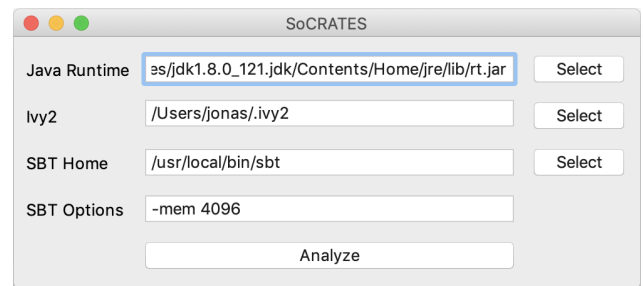 SoCRATES
Java Runtime es/jdk1.8.0_121.jdk/Contents/Home/jre/lib/rt.jar Select
Ivy2 /Users/jonas/.ivy2 Select
SBT Home /usr/local/bin/sbt Select
SBT Options -mem 4096
Analyze